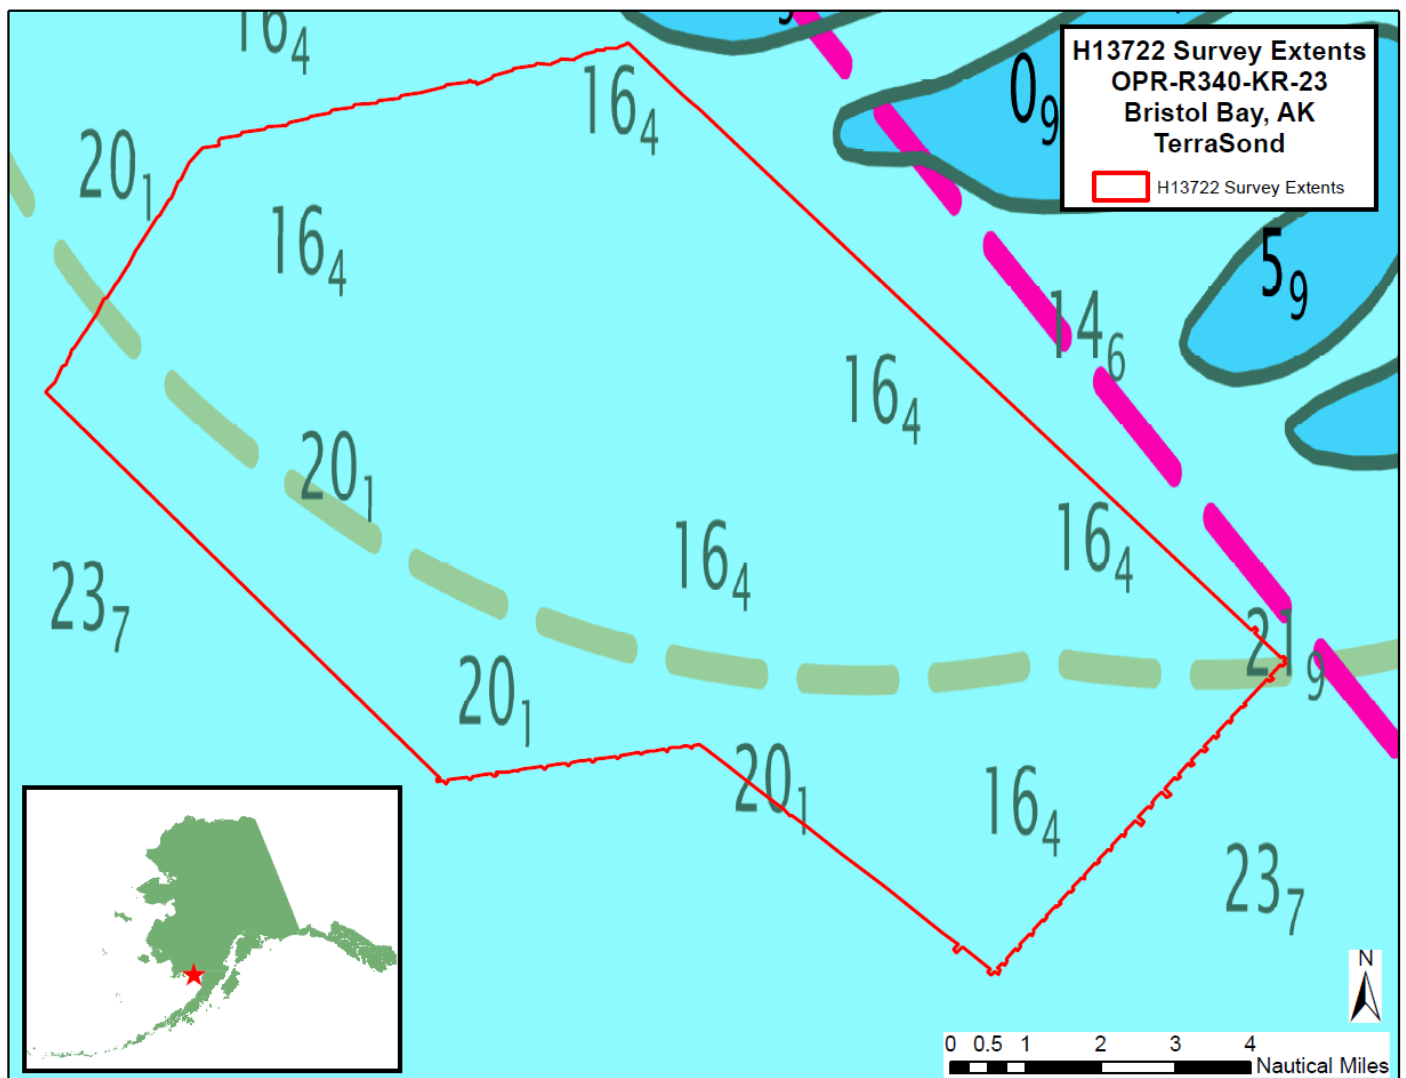 16₄
H13722 Survey Extents
OPR-R340-KR-23
Bristol Bay, AK
TerraSond
H13722 Survey Extents
0₉
16₄
20₁
16₄
5₉
14₆
16₄
20₁
16₄
16₄
23₇
21₉
20₁
20₁
16₄
23₇
N
0 0.5 1 2 3 4
Nautical Miles